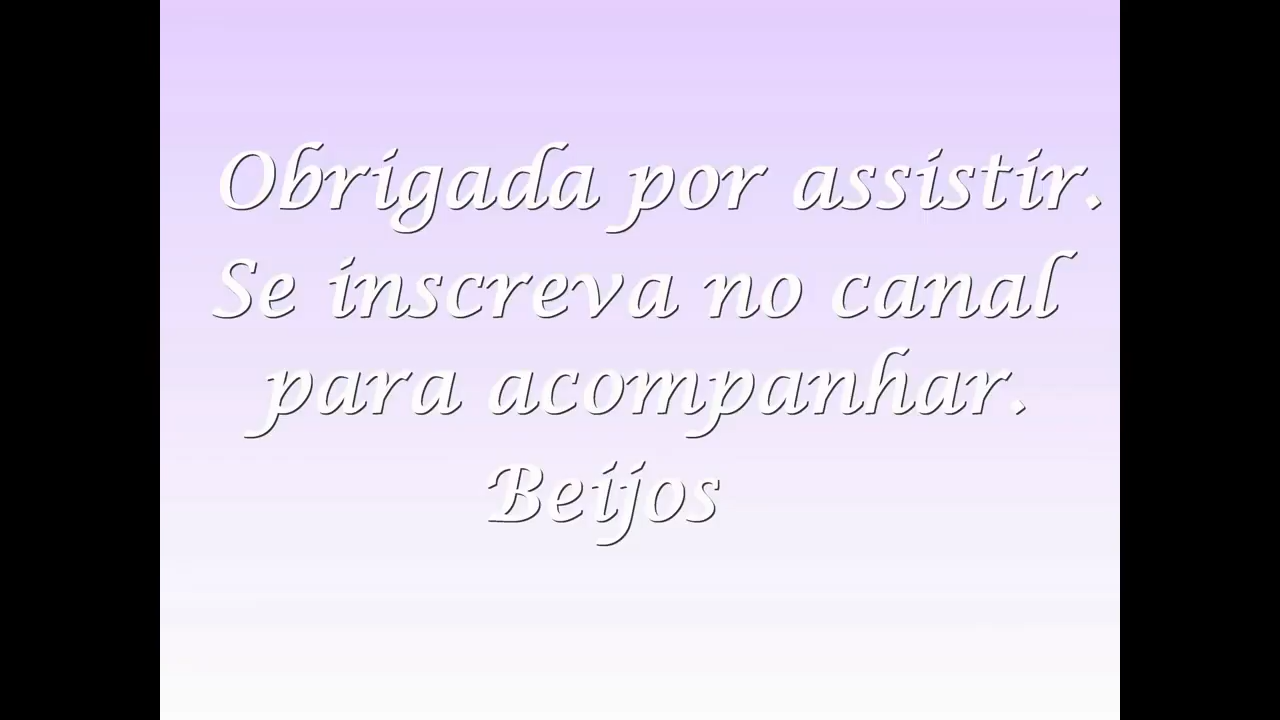 Obrigada por assistir.
Se inscreva no canal
para acompanhar.
Beijos